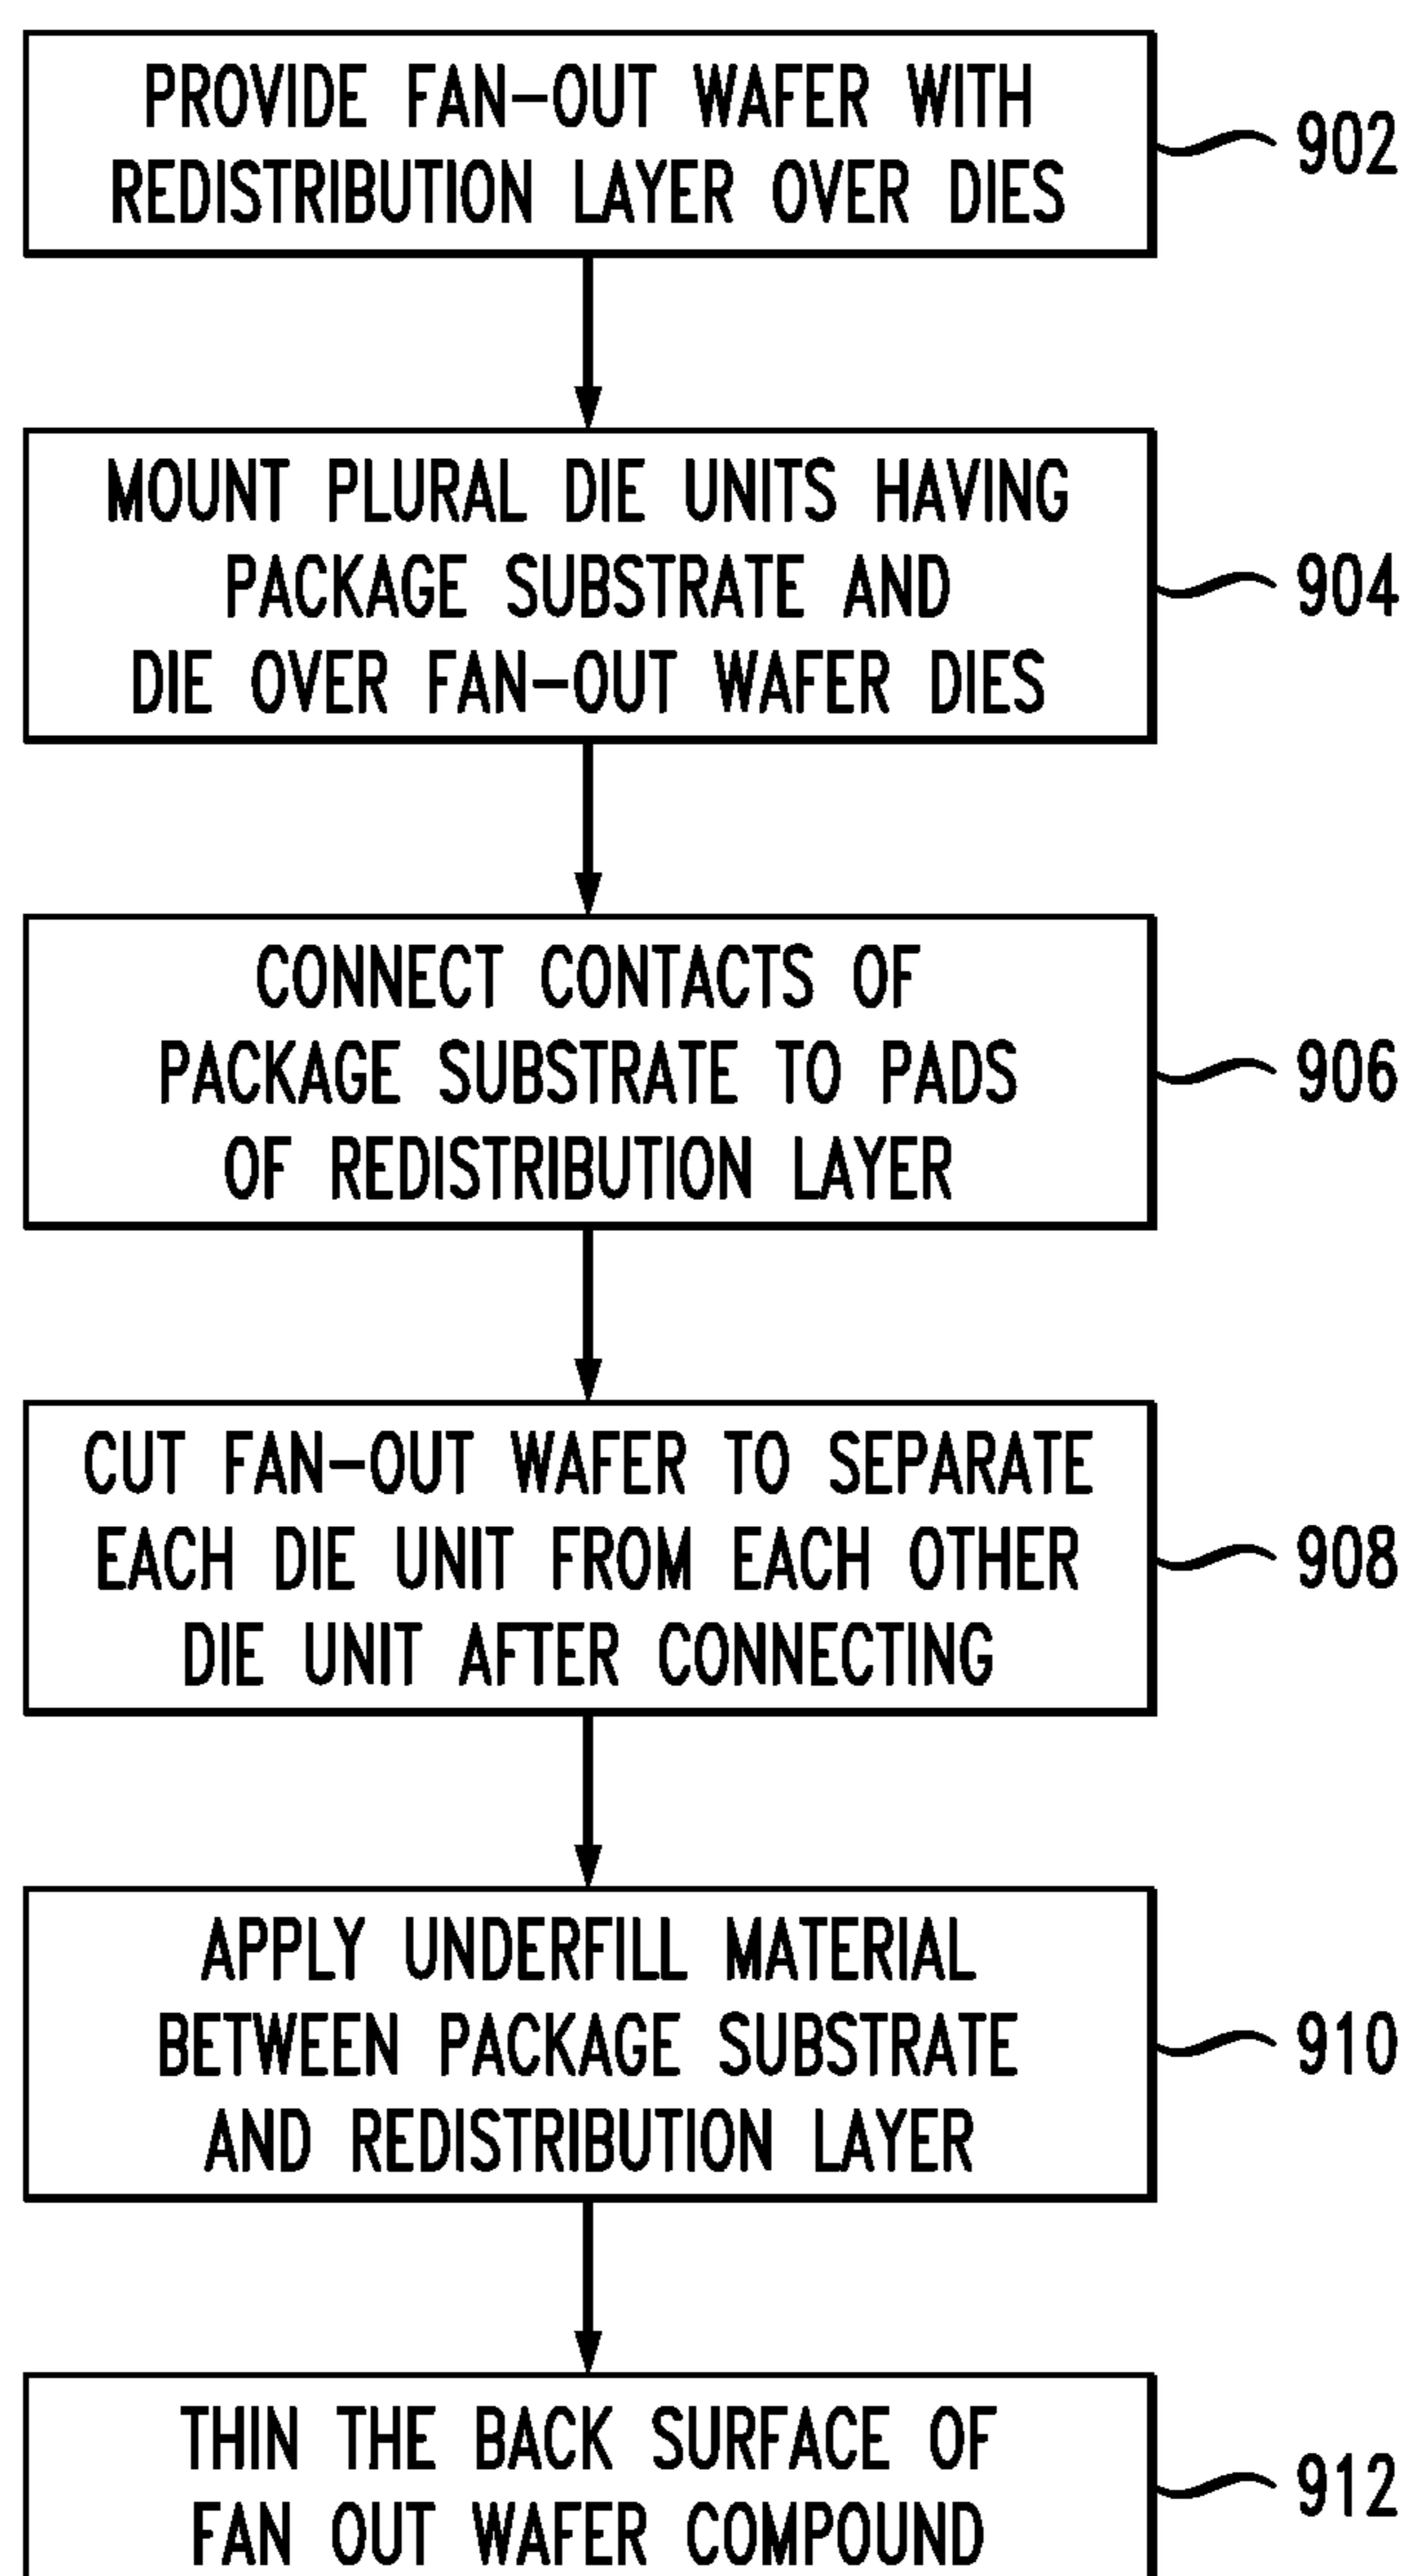 PROVIDE FAN-OUT WAFER WITH
REDISTRIBUTION LAYER OVER DIES
902
MOUNT PLURAL DIE UNITS HAVING
PACKAGE SUBSTRATE AND
DIE OVER FAN-OUT WAFER DIES
904
CONNECT CONTACTS OF
PACKAGE SUBSTRATE TO PADS
OF REDISTRIBUTION LAYER
906
CUT FAN-OUT WAFER TO SEPARATE
EACH DIE UNIT FROM EACH OTHER
DIE UNIT AFTER CONNECTING
908
APPLY UNDERFILL MATERIAL
BETWEEN PACKAGE SUBSTRATE
AND REDISTRIBUTION LAYER
910
THIN THE BACK SURFACE OF
FAN OUT WAFER COMPOUND
912